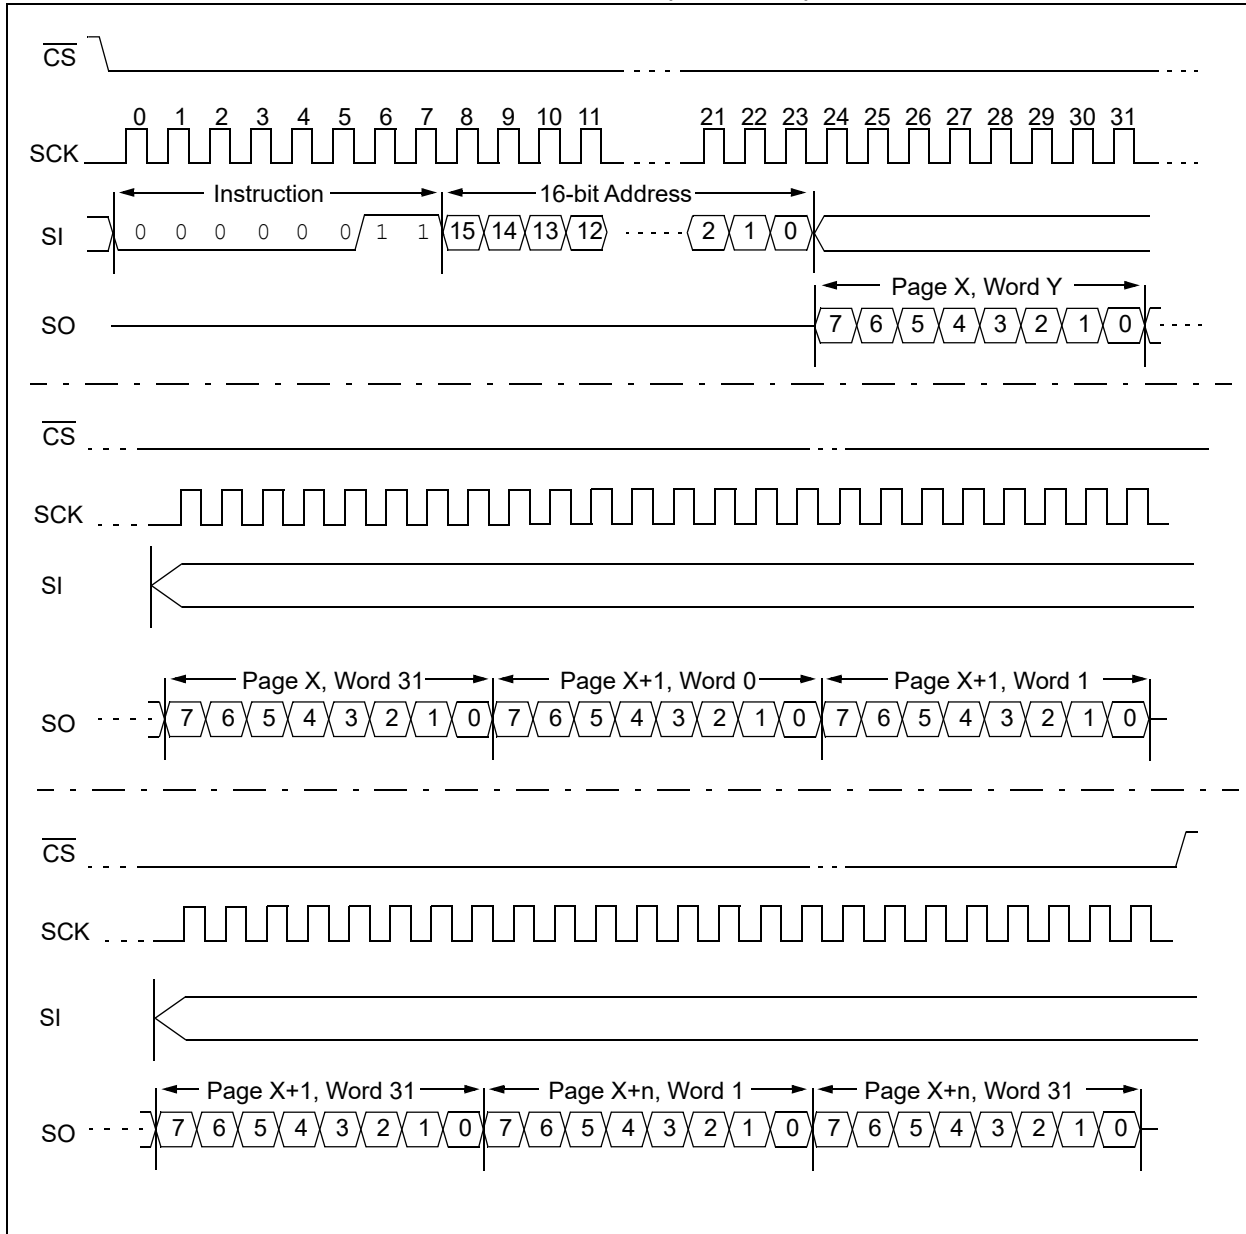 CS
0 1 2 3 4 5 6 7 8 9 10 11 21 22 23 24 25 26 27 28 29 30 31
SCK
Instruction 16-bit Address
SI 0 0 0 0 0 0 1 1 15 14 13 12 2 1 0
Page X, Word Y
SO 7 6 5 4 3 2 1 0
CS
SCK
SI
Page X, Word 31 Page X+1, Word 0 Page X+1, Word 1
SO 7 6 5 4 3 2 1 0 7 6 5 4 3 2 1 0 7 6 5 4 3 2 1 0
CS
SCK
SI
Page X+1, Word 31 Page X+n, Word 1 Page X+n, Word 31
SO 7 6 5 4 3 2 1 0 7 6 5 4 3 2 1 0 7 6 5 4 3 2 1 0